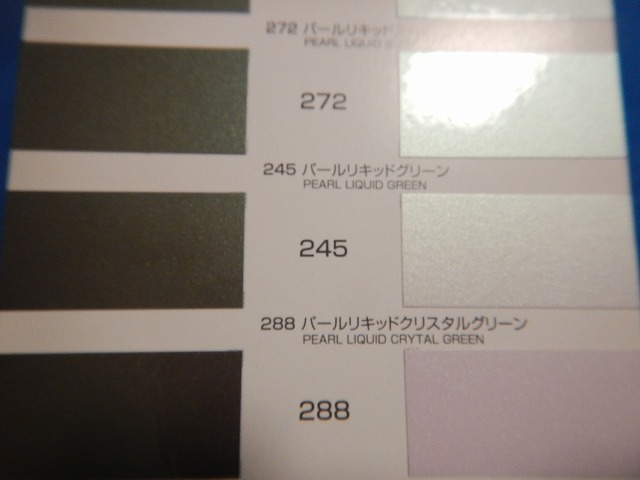 272 パールリキッド
PEARL LIQUID
272
245 パールリキッドグリーン
PEARL LIQUID GREEN
245
288 パールリキッドクリスタルグリーン
PEARL LIQUID CRYTAL GREEN
288